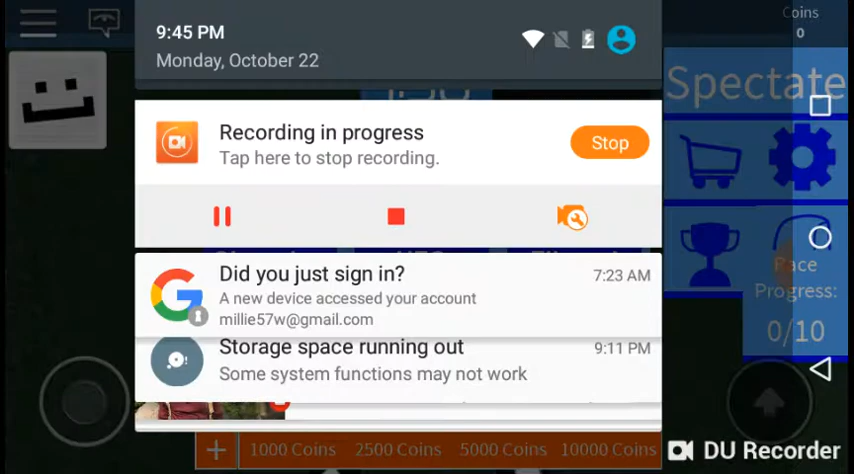 9:45 PM
Monday, October 22
Coins
0
Spectate
Recording in progress
Tap here to stop recording.
Stop
Did you just sign in?
7:23 AM
A new device accessed your account
millie57w@gmail.com
Storage space running out
9:11 PM
Some system functions may not work
Race
Progress:
0/10
+ 1000 Coins 2500 Coins 5000 Coins 10000 Coins
DU Recorder